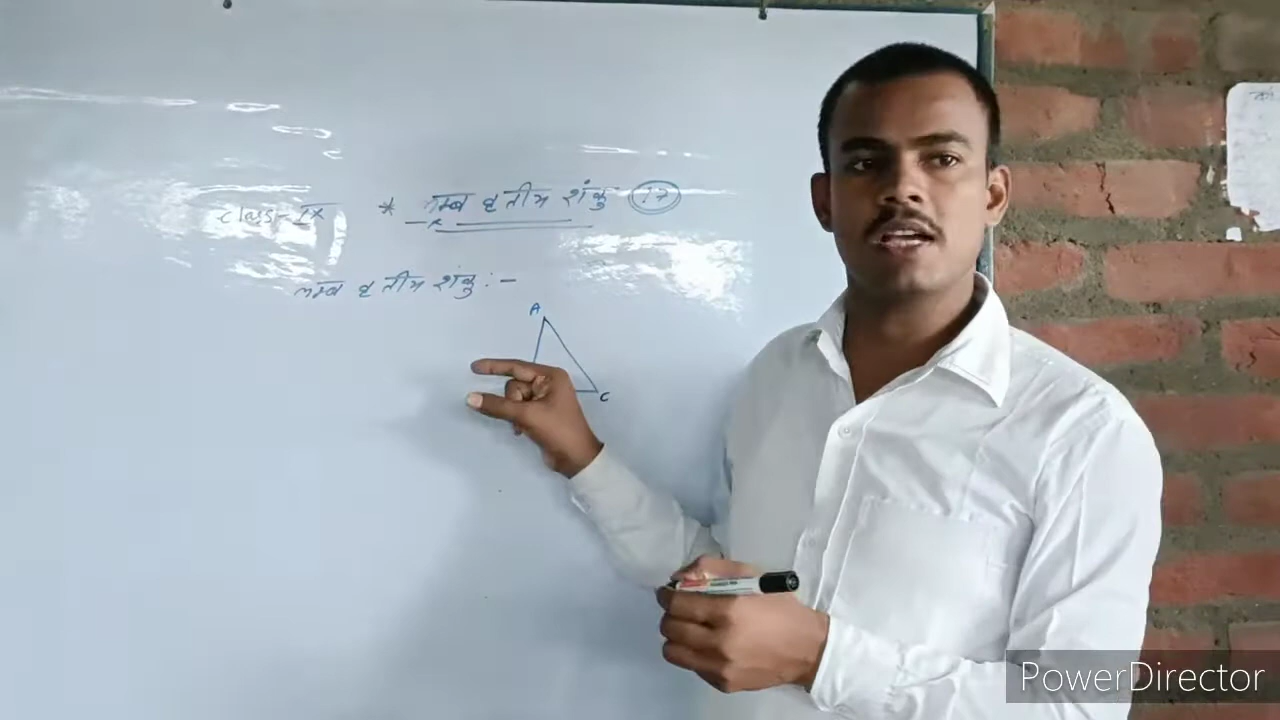 Class-IX * लम्ब वृतीय शंकु 17
लम्ब वृतीय शंकु :-
A
C
PowerDirector